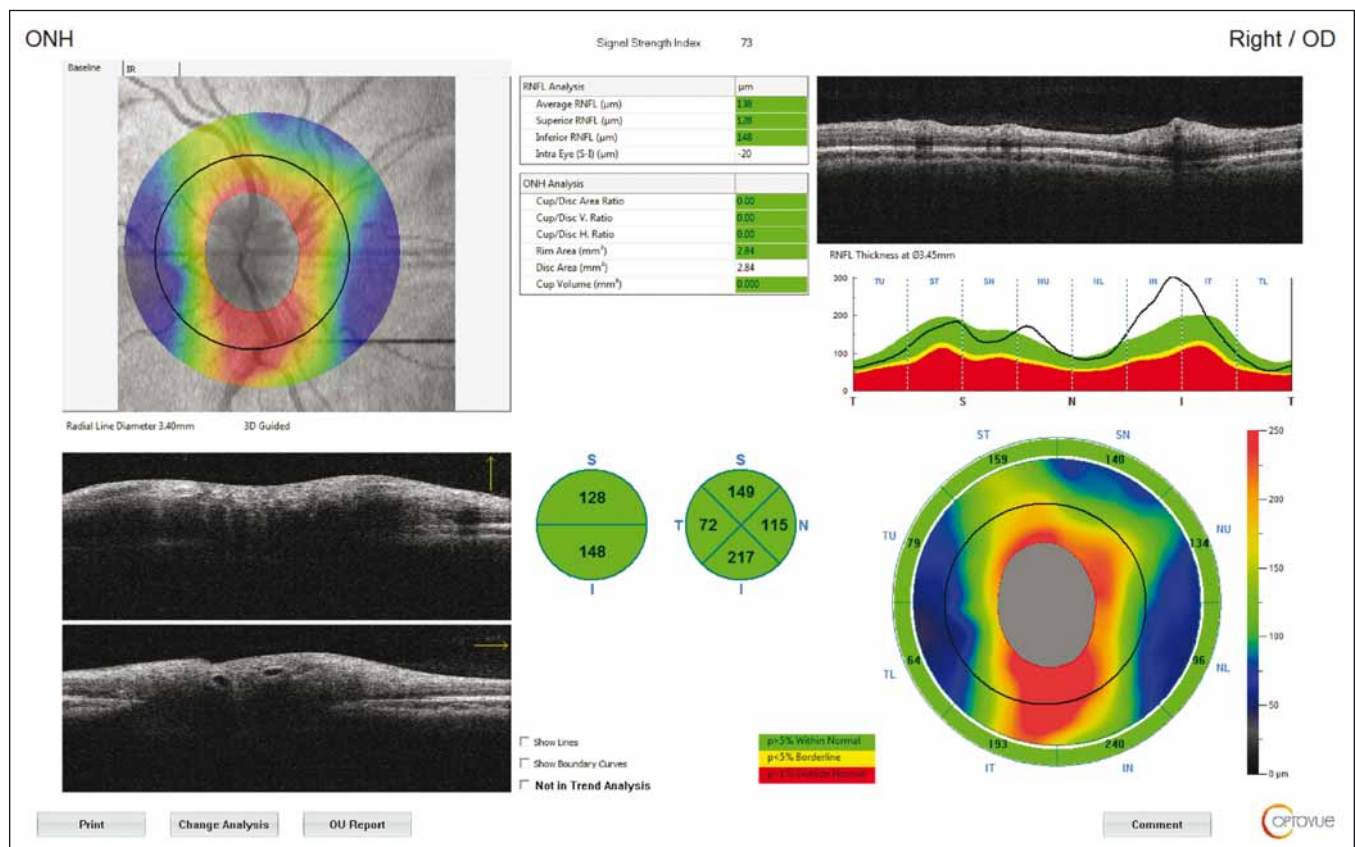 ONH
Signal Strength Index 73
Right / OD
Baseline IR
RNFL Analysis µm
Average RNFL (µm) 138
Superior RNFL (µm) 128
Inferior RNFL (µm) 148
Intra Eye (S-I) (µm) -20
ONH Analysis
Cup/Disc Area Ratio 0.00
Cup/Disc V. Ratio 0.00
Cup/Disc H. Ratio 0.00
Rim Area (mm²) 2.84
Disc Area (mm²) 2.84
Cup Volume (mm³) 0.000
RNFL Thickness at Ø3.45mm
300
200
100
0
TU ST SN NU NL IN IT TL
T S N I T
Radial Line Diameter 3.40mm 3D Guided
S
128
148
I
S
149
T 72 115 N
217
I
ST SN
159 140
TU NU
79 134
64 96
TL NL
193 240
IT IN
250
200
150
100
50
0 µm
Show Lines
Show Boundary Curves
Not in Trend Analysis
p>5% Within Normal
p<5% Borderline
p<1% Outside Normal
Print Change Analysis OU Report Comment
OPTOVUE